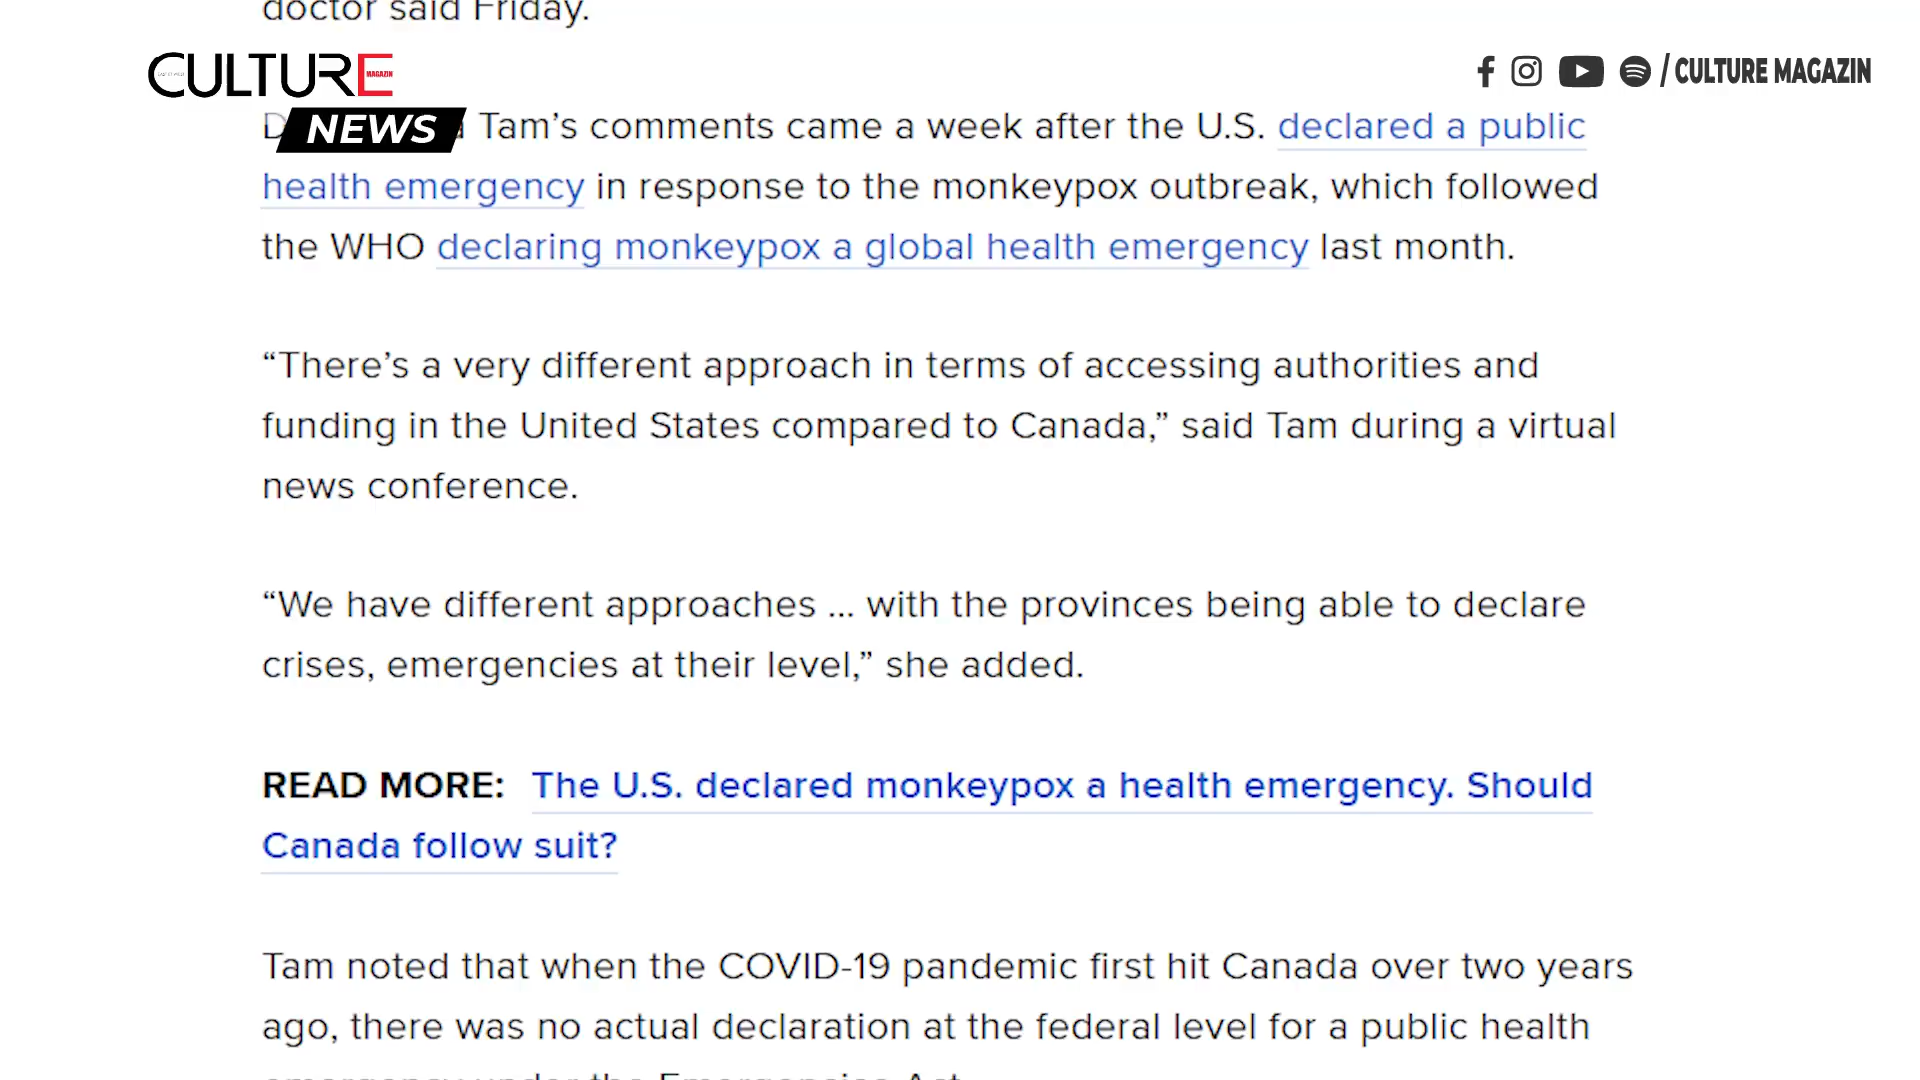 doctor said Friday.
CULTURE
MAGAZIN
/ CULTURE MAGAZIN
NEWS
Tam’s comments came a week after the U.S. declared a public
health emergency in response to the monkeypox outbreak, which followed
the WHO declaring monkeypox a global health emergency last month.
“There’s a very different approach in terms of accessing authorities and
funding in the United States compared to Canada,” said Tam during a virtual
news conference.
“We have different approaches ... with the provinces being able to declare
crises, emergencies at their level,” she added.
READ MORE: The U.S. declared monkeypox a health emergency. Should
Canada follow suit?
Tam noted that when the COVID-19 pandemic first hit Canada over two years
ago, there was no actual declaration at the federal level for a public health
emergency under the Emergencies Act.